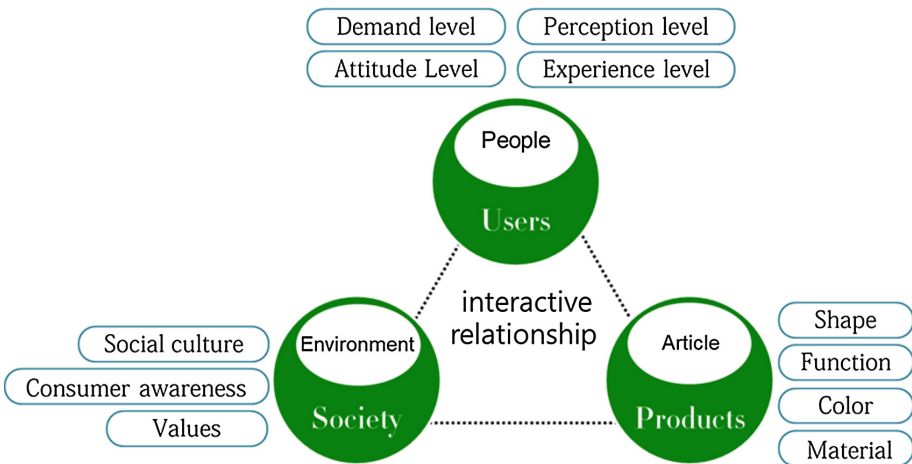 Demand level
Perception level
Attitude Level
Experience level
People
Users
interactive
relationship
Social culture
Consumer awareness
Values
Environment
Society
Article
Products
Shape
Function
Color
Material